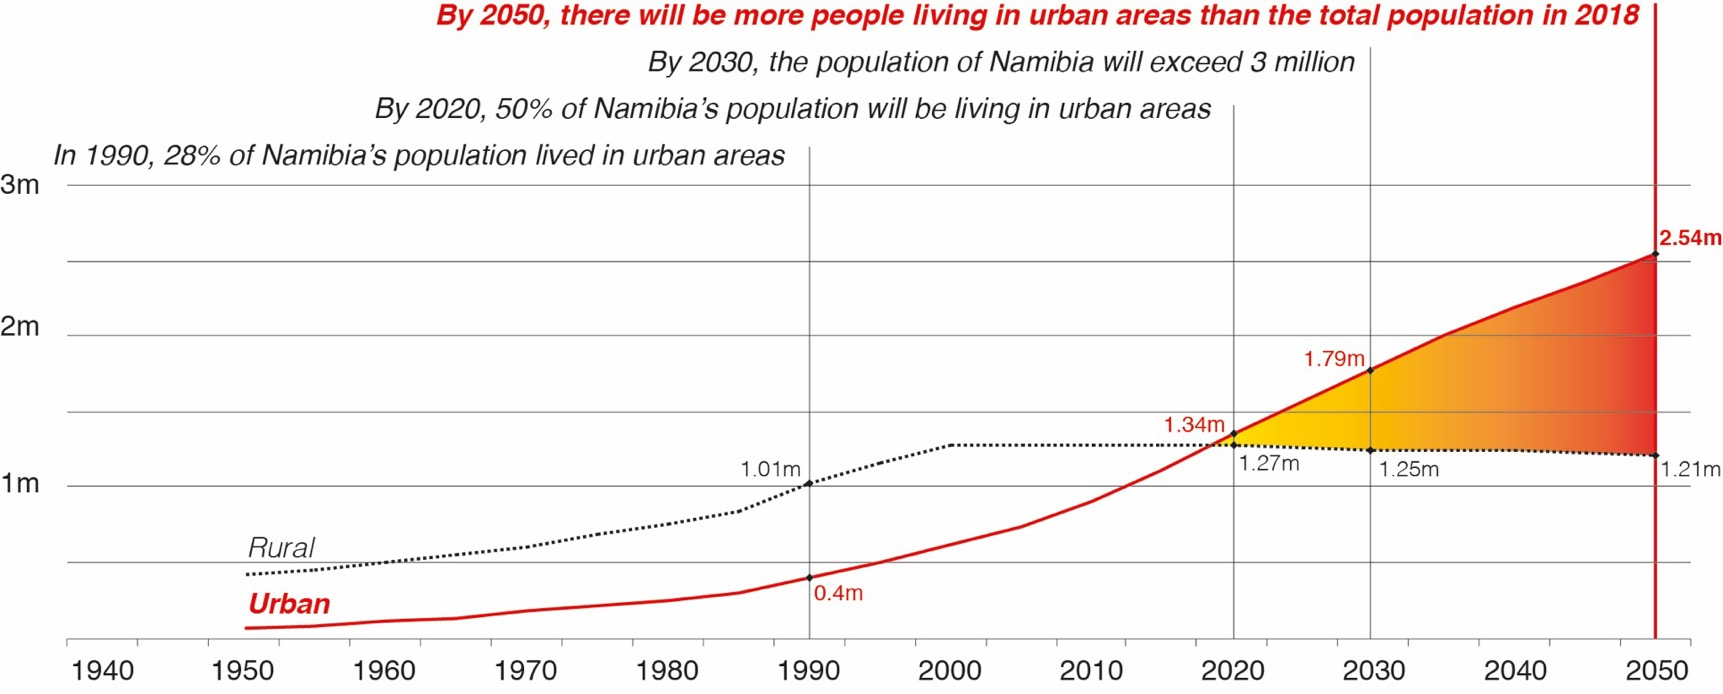 By 2050, there will be more people living in urban areas than the total population in 2018
By 2030, the population of Namibia will exceed 3 million
By 2020, 50% of Namibia’s population will be living in urban areas
In 1990, 28% of Namibia’s population lived in urban areas
3m
2.54m
2m
1.79m
1.34m
1.27m
1.25m
1.21m
1.01m
1m
Rural
Urban
0.4m
1940 1950 1960 1970 1980 1990 2000 2010 2020 2030 2040 2050